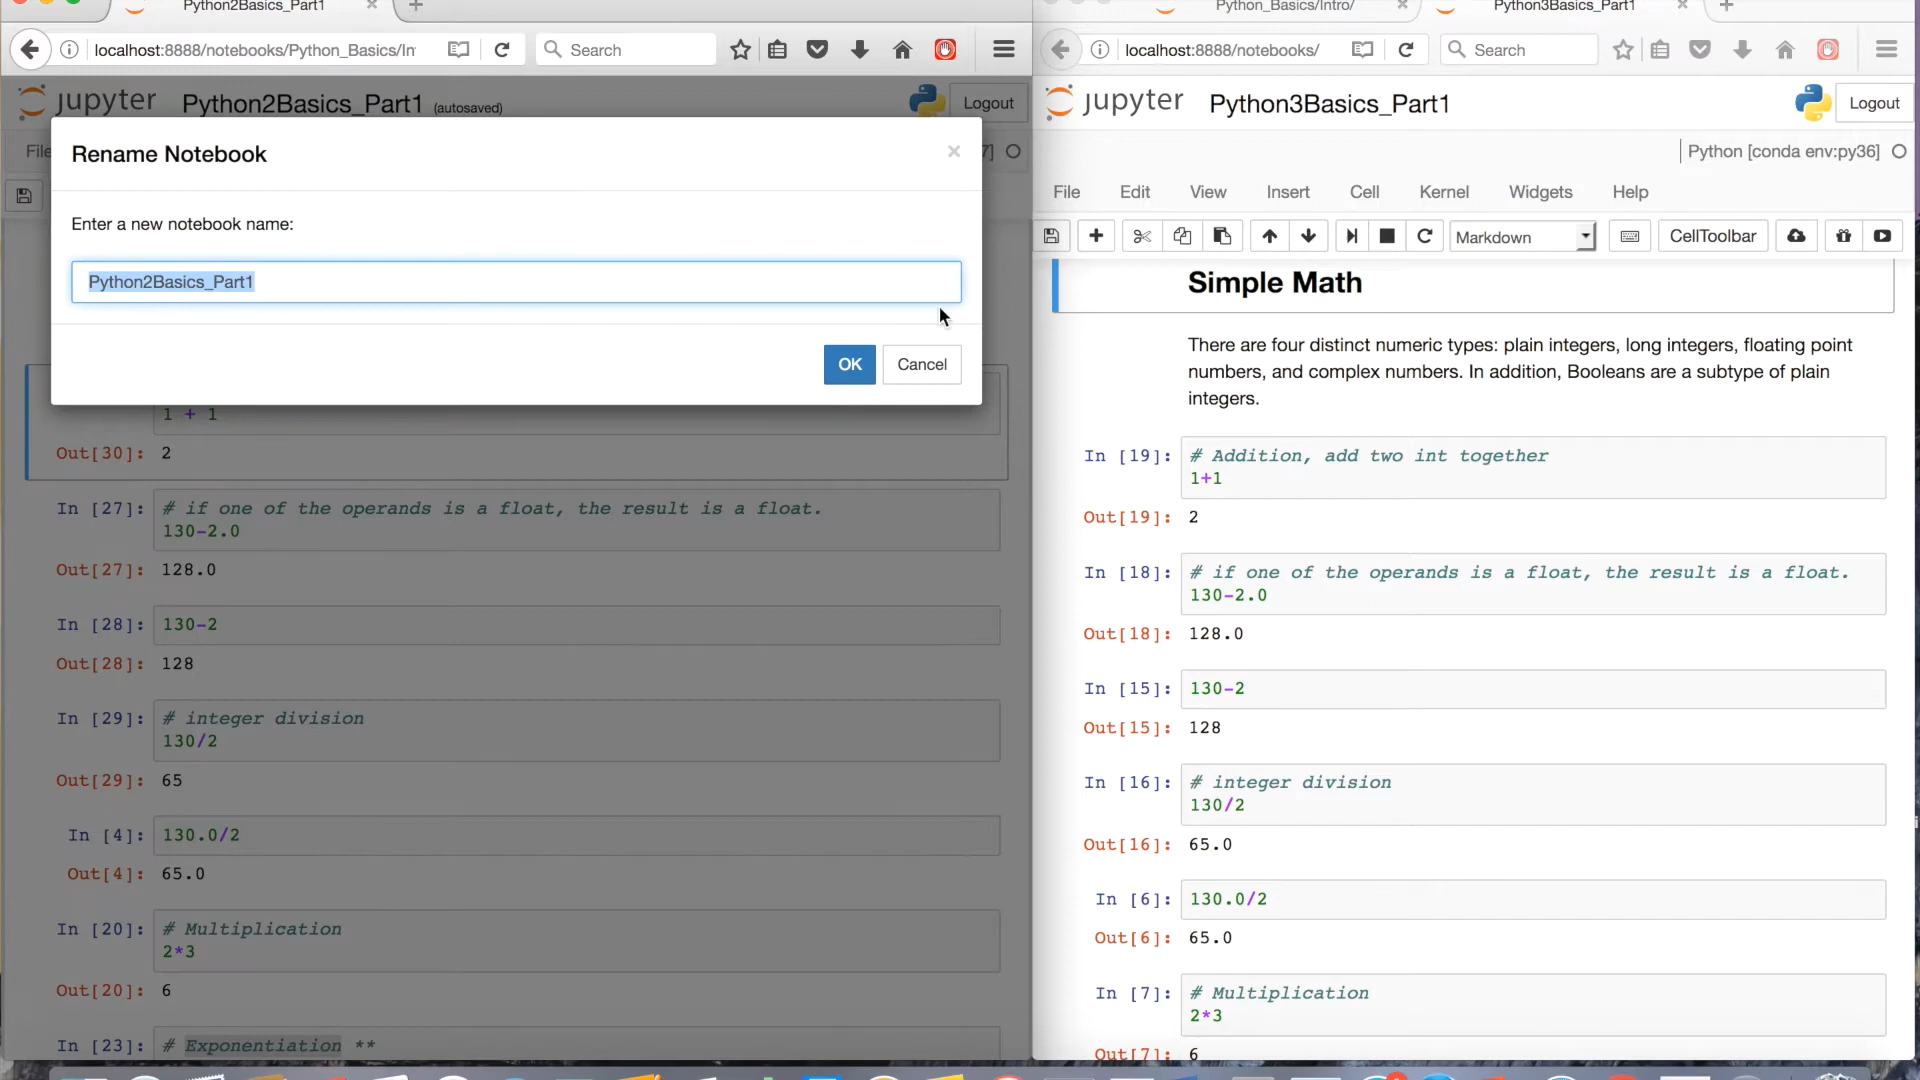 Python2Basics_Part1
localhost:8888/notebooks/Python_Basics/In
Search
jupyter Python2Basics_Part1 (autosaved)
Logout
File
7]
Rename Notebook
Enter a new notebook name:
Python2Basics_Part1
OK
Cancel
1 + 1
Out[30]: 2
In [27]: # if one of the operands is a float, the result is a float.
130-2.0
Out[27]: 128.0
In [28]: 130-2
Out[28]: 128
In [29]: # integer division
130/2
Out[29]: 65
In [4]: 130.0/2
Out[4]: 65.0
In [20]: # Multiplication
2*3
Out[20]: 6
In [23]: # Exponentiation **
Python_Basics/Intro/
Python3Basics_Part1
localhost:8888/notebooks/
Search
jupyter Python3Basics_Part1
Logout
Python [conda env:py36]
File Edit View Insert Cell Kernel Widgets Help
Markdown
CellToolbar
Simple Math
There are four distinct numeric types: plain integers, long integers, floating point
numbers, and complex numbers. In addition, Booleans are a subtype of plain
integers.
In [19]: # Addition, add two int together
1+1
Out[19]: 2
In [18]: # if one of the operands is a float, the result is a float.
130-2.0
Out[18]: 128.0
In [15]: 130-2
Out[15]: 128
In [16]: # integer division
130/2
Out[16]: 65.0
In [6]: 130.0/2
Out[6]: 65.0
In [7]: # Multiplication
2*3
Out[7]: 6